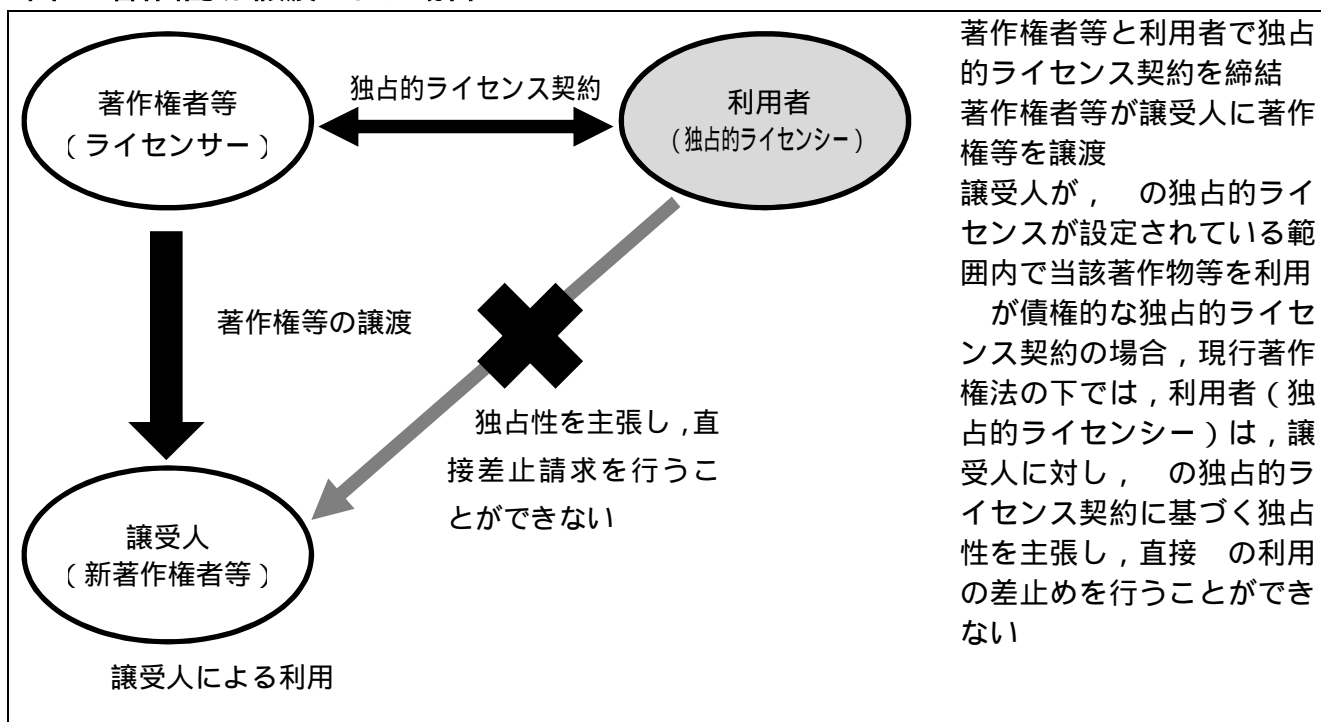 著作権者等
（ライセンサー）
独占的ライセンス契約
利用者
（独占的ライセンシー）
著作権等の譲渡
独占性を主張し，直
接差止請求を行うこ
とができない
譲受人
（新著作権者等）
譲受人による利用
著作権者等と利用者で独占
的ライセンス契約を締結
著作権者等が譲受人に著作
権等を譲渡
譲受人が，　の独占的ライ
センスが設定されている範
囲内で当該著作物等を利用
　が債権的な独占的ライセ
ンス契約の場合，現行著作
権法の下では，利用者（独
占的ライセンシー）は，譲
受人に対し，　の独占的ラ
イセンス契約に基づく独占
性を主張し，直接　の利用
の差止めを行うことができ
ない